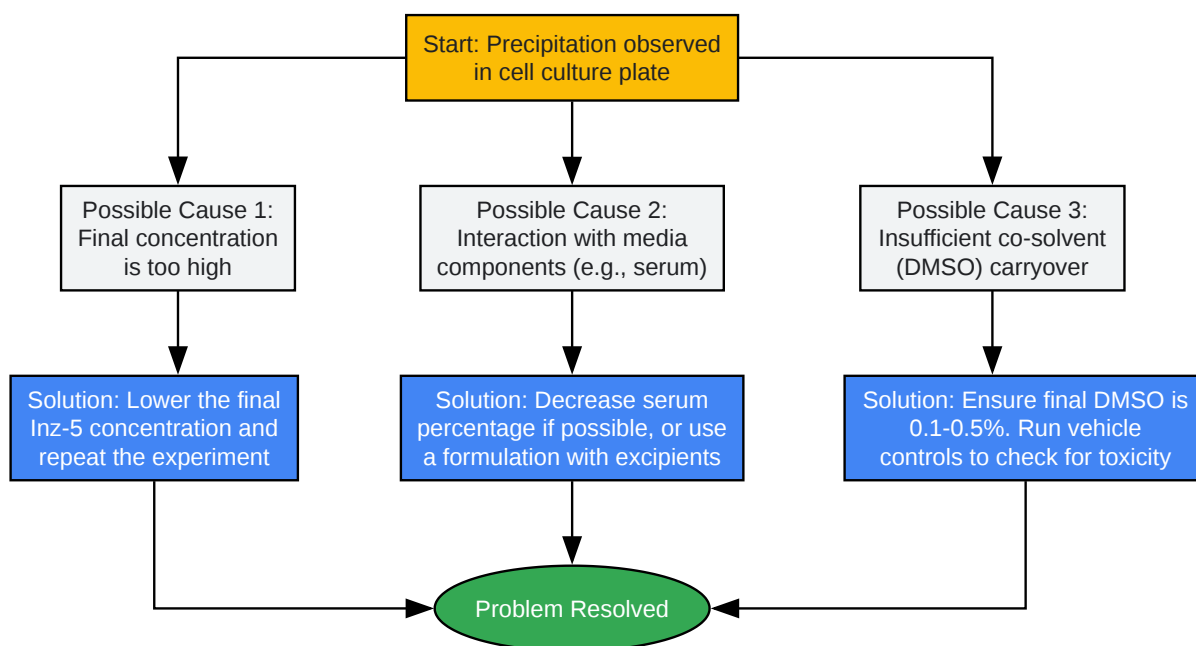 Start: Precipitation observed
in cell culture plate
Possible Cause 1:
Final concentration
is too high
Possible Cause 2:
Interaction with media
components (e.g., serum)
Possible Cause 3:
Insufficient co-solvent
(DMSO) carryover
Solution: Lower the final
Inz-5 concentration and
repeat the experiment
Solution: Decrease serum
percentage if possible, or use
a formulation with excipients
Solution: Ensure final DMSO is
0.1-0.5%. Run vehicle
controls to check for toxicity
Problem Resolved